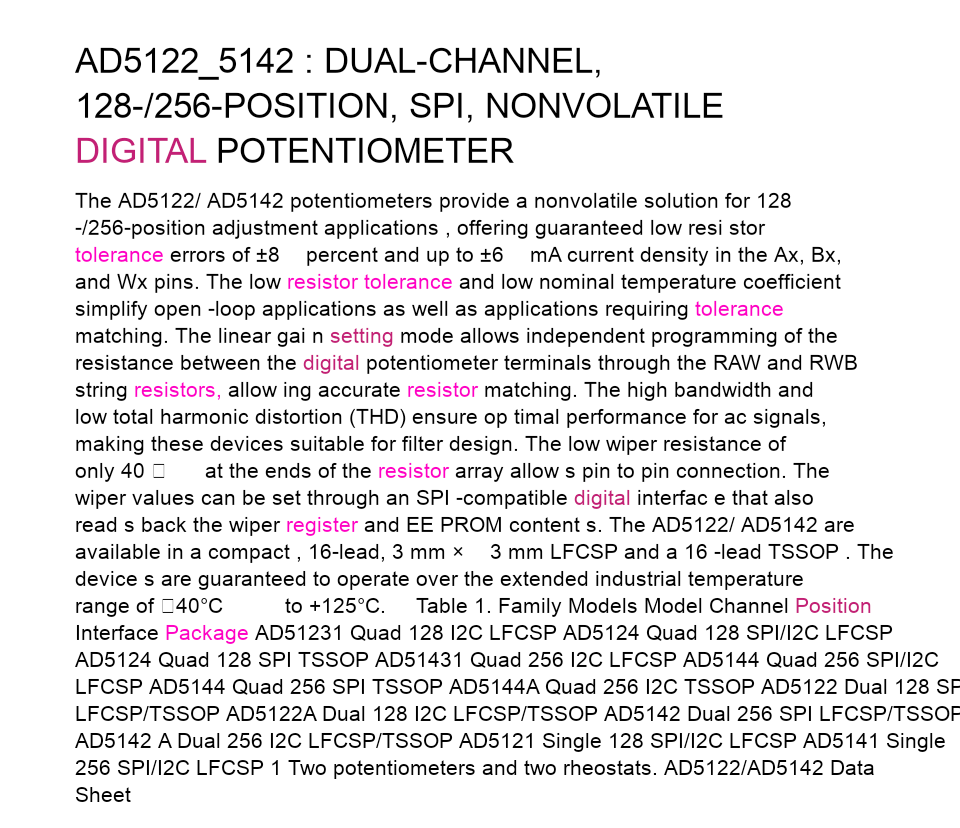 AD5122_5142 : DUAL-CHANNEL,
128-/256-POSITION, SPI, NONVOLATILE
DIGITAL POTENTIOMETER
The AD5122/ AD5142 potentiometers provide a nonvolatile solution for 128
-/256-position adjustment applications , offering guaranteed low resi stor
tolerance errors of ±8 percent and up to ±6 mA current density in the Ax, Bx,
and Wx pins. The low resistor tolerance and low nominal temperature coefficient
simplify open -loop applications as well as applications requiring tolerance
matching. The linear gai n setting mode allows independent programming of the
resistance between the digital potentiometer terminals through the RAW and RWB
string resistors, allow ing accurate resistor matching. The high bandwidth and
low total harmonic distortion (THD) ensure op timal performance for ac signals,
making these devices suitable for filter design. The low wiper resistance of
only 40 □ at the ends of the resistor array allow s pin to pin connection. The
wiper values can be set through an SPI -compatible digital interfac e that also
read s back the wiper register and EE PROM content s. The AD5122/ AD5142 are
available in a compact , 16-lead, 3 mm × 3 mm LFCSP and a 16 -lead TSSOP . The
device s are guaranteed to operate over the extended industrial temperature
range of □40°C to +125°C. Table 1. Family Models Model Channel Position
Interface Package AD51231 Quad 128 I2C LFCSP AD5124 Quad 128 SPI/I2C LFCSP
AD5124 Quad 128 SPI TSSOP AD51431 Quad 256 I2C LFCSP AD5144 Quad 256 SPI/I2C
LFCSP AD5144 Quad 256 SPI TSSOP AD5144A Quad 256 I2C TSSOP AD5122 Dual 128 SP
LFCSP/TSSOP AD5122A Dual 128 I2C LFCSP/TSSOP AD5142 Dual 256 SPI LFCSP/TSSOP
AD5142 A Dual 256 I2C LFCSP/TSSOP AD5121 Single 128 SPI/I2C LFCSP AD5141 Single
256 SPI/I2C LFCSP 1 Two potentiometers and two rheostats. AD5122/AD5142 Data
Sheet